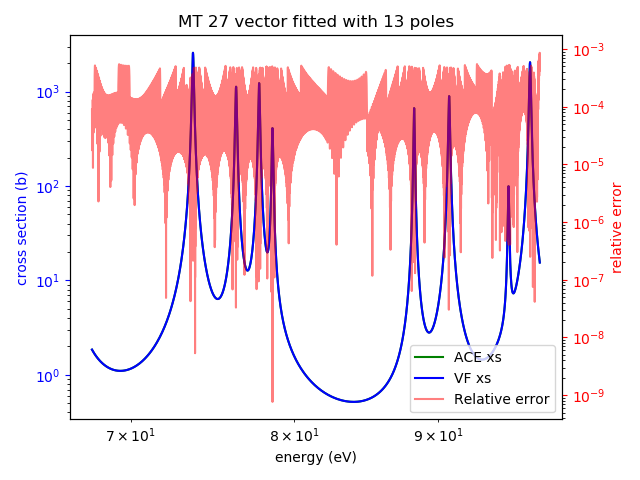 MT 27 vector fitted with 13 poles
cross section (b)
10³
10²
10¹
10⁰
10⁻³
10⁻⁴
10⁻⁵
10⁻⁶
10⁻⁷
10⁻⁸
10⁻⁹
relative error
ACE xs
VF xs
Relative error
7 × 10¹ 8 × 10¹ 9 × 10¹
energy (eV)